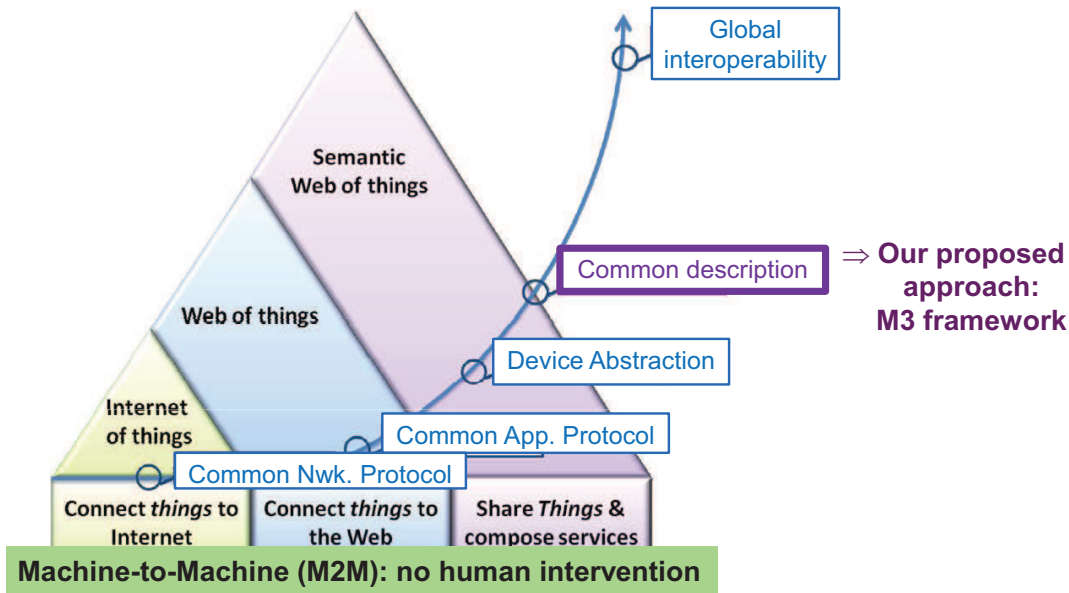 Global
interoperability
Semantic
Web of things
Common description
⇒ Our proposed
approach:
M3 framework
Web of things
Device Abstraction
Internet
of things
Common App. Protocol
Common Nwk. Protocol
Connect things to
Internet
Connect things to
the Web
Share Things &
compose services
Machine-to-Machine (M2M): no human intervention